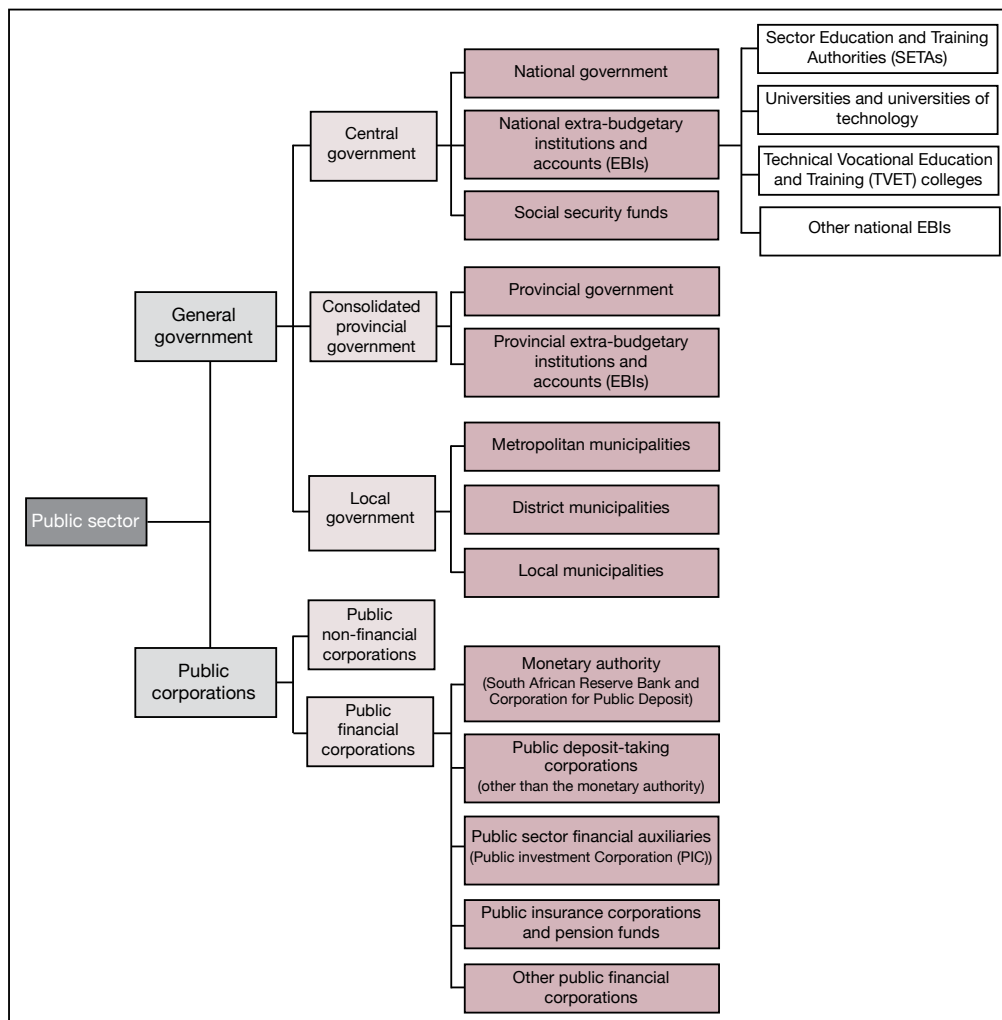 Public sector
General
government
Central
government
National government
National extra-budgetary
institutions and
accounts (EBIs)
Sector Education and Training
Authorities (SETAs)
Universities and universities of
technology
Technical Vocational Education
and Training (TVET) colleges
Other national EBIs
Social security funds
Consolidated
provincial
government
Provincial government
Provincial extra-budgetary
institutions and
accounts (EBIs)
Local
government
Metropolitan municipalities
District municipalities
Local municipalities
Public
corporations
Public
non-financial
corporations
Public
financial
corporations
Monetary authority
(South African Reserve Bank and
Corporation for Public Deposit)
Public deposit-taking
corporations
(other than the monetary authority)
Public sector financial auxiliaries
(Public investment Corporation (PIC))
Public insurance corporations
and pension funds
Other public financial
corporations